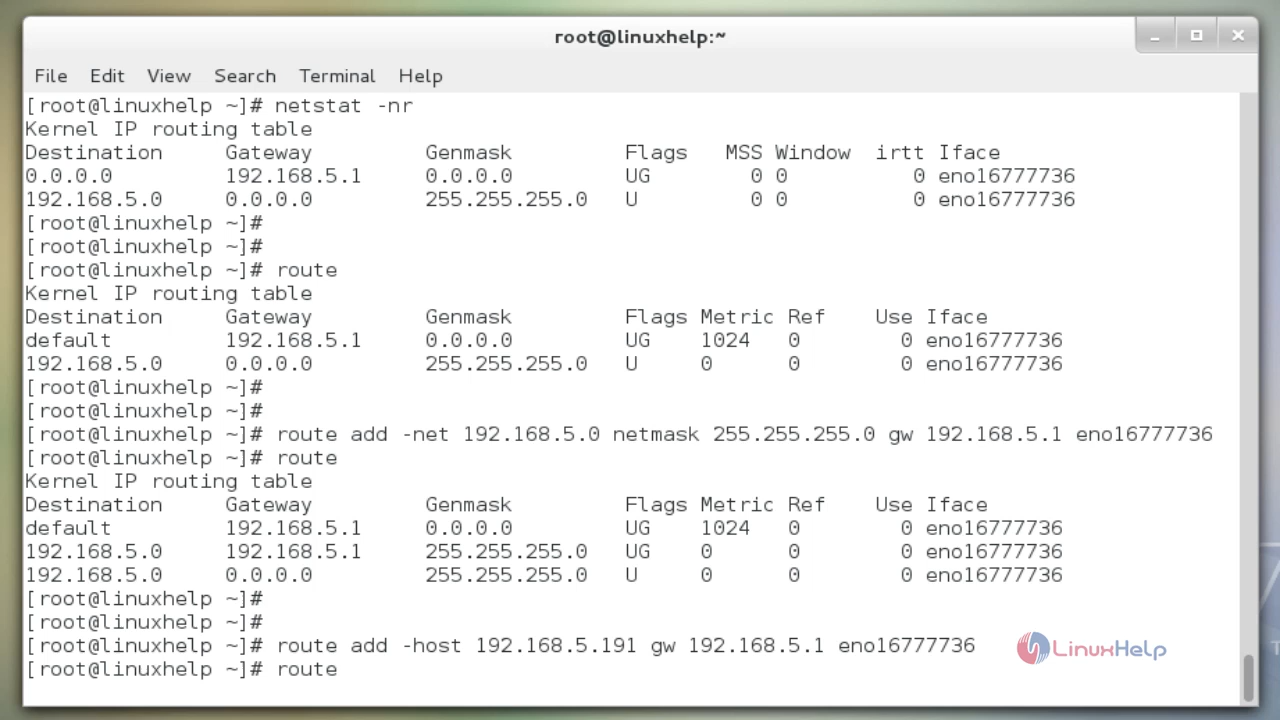 root@linuxhelp:~
File Edit View Search Terminal Help
[root@linuxhelp ~]# netstat -nr
Kernel IP routing table
Destination     Gateway         Genmask         Flags   MSS Window  irtt Iface
0.0.0.0         192.168.5.1     0.0.0.0         UG        0 0          0 eno16777736
192.168.5.0     0.0.0.0         255.255.255.0   U         0 0          0 eno16777736
[root@linuxhelp ~]#
[root@linuxhelp ~]#
[root@linuxhelp ~]# route
Kernel IP routing table
Destination     Gateway         Genmask         Flags Metric Ref    Use Iface
default         192.168.5.1     0.0.0.0         UG    1024   0        0 eno16777736
192.168.5.0     0.0.0.0         255.255.255.0   U     0      0        0 eno16777736
[root@linuxhelp ~]#
[root@linuxhelp ~]#
[root@linuxhelp ~]# route add -net 192.168.5.0 netmask 255.255.255.0 gw 192.168.5.1 eno16777736
[root@linuxhelp ~]# route
Kernel IP routing table
Destination     Gateway         Genmask         Flags Metric Ref    Use Iface
default         192.168.5.1     0.0.0.0         UG    1024   0        0 eno16777736
192.168.5.0     192.168.5.1     255.255.255.0   UG    0      0        0 eno16777736
192.168.5.0     0.0.0.0         255.255.255.0   U     0      0        0 eno16777736
[root@linuxhelp ~]#
[root@linuxhelp ~]#
[root@linuxhelp ~]# route add -host 192.168.5.191 gw 192.168.5.1 eno16777736
LinuxHelp
[root@linuxhelp ~]# route